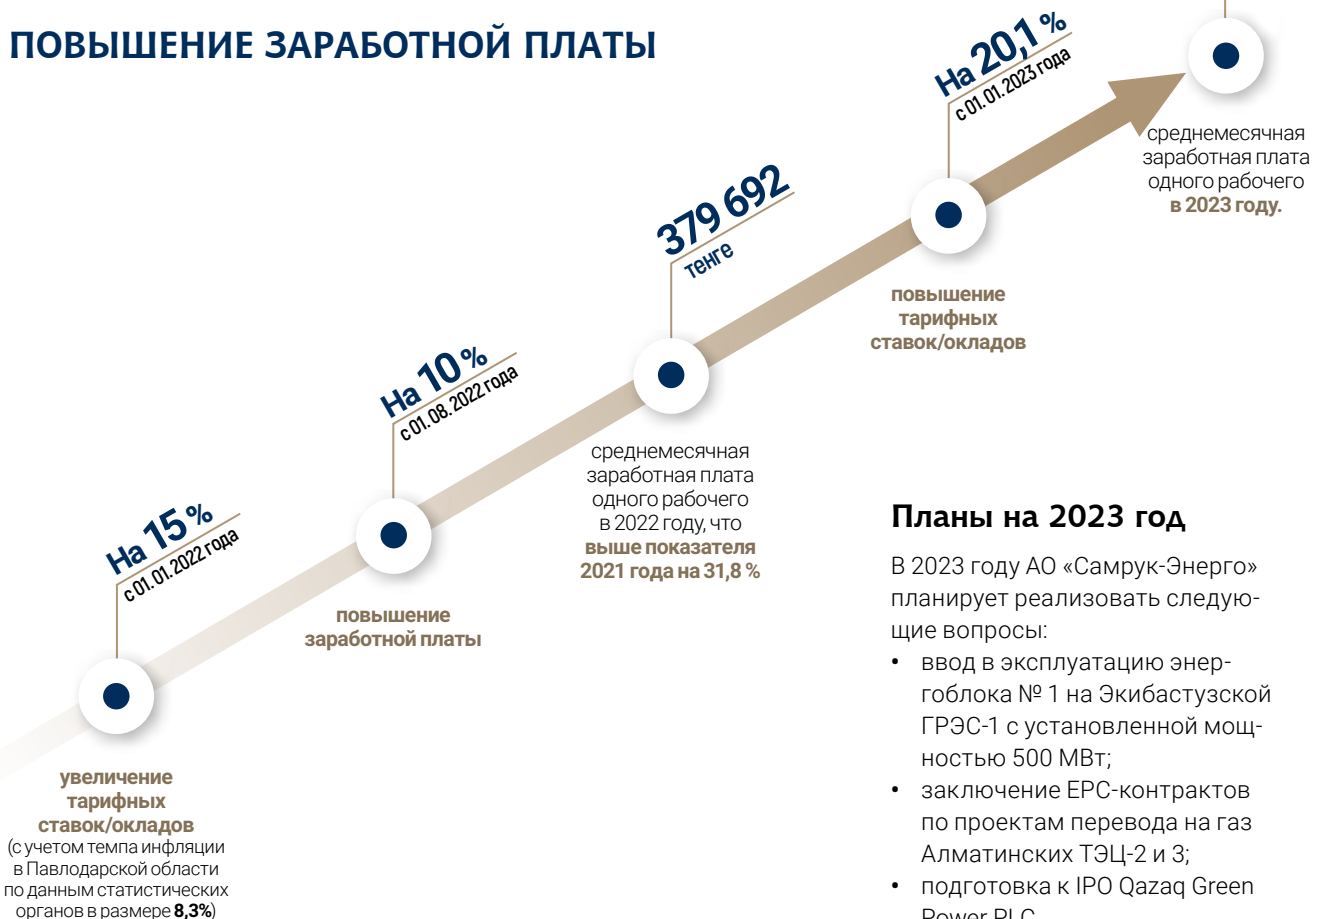 ПОВЫШЕНИЕ ЗАРАБОТНОЙ ПЛАТЫ
На 15 %
с 01. 01. 2022 года
увеличение
тарифных
ставок/окладов
(с учетом темпа инфляции
в Павлодарской области
по данным статистических
органов в размере 8,3%)
На 10 %
с 01. 08. 2022 года
повышение
заработной платы
379 692
тенге
среднемесячная
заработная плата
одного рабочего
в 2022 году, что
выше показателя
2021 года на 31,8 %
На 20,1 %
с 01. 01. 2023 года
повышение
тарифных
ставок/окладов
среднемесячная
заработная плата
одного рабочего
в 2023 году.
Планы на 2023 год
В 2023 году АО «Самрук-Энерго»
планирует реализовать следую-
щие вопросы:
• ввод в эксплуатацию энер-
гоблока № 1 на Экибастузской
ГРЭС-1 с установленной мощ-
ностью 500 МВт;
• заключение ЕРС-контрактов
по проектам перевода на газ
Алматинских ТЭЦ-2 и 3;
• подготовка к IPO Qazaq Green
Power PLC